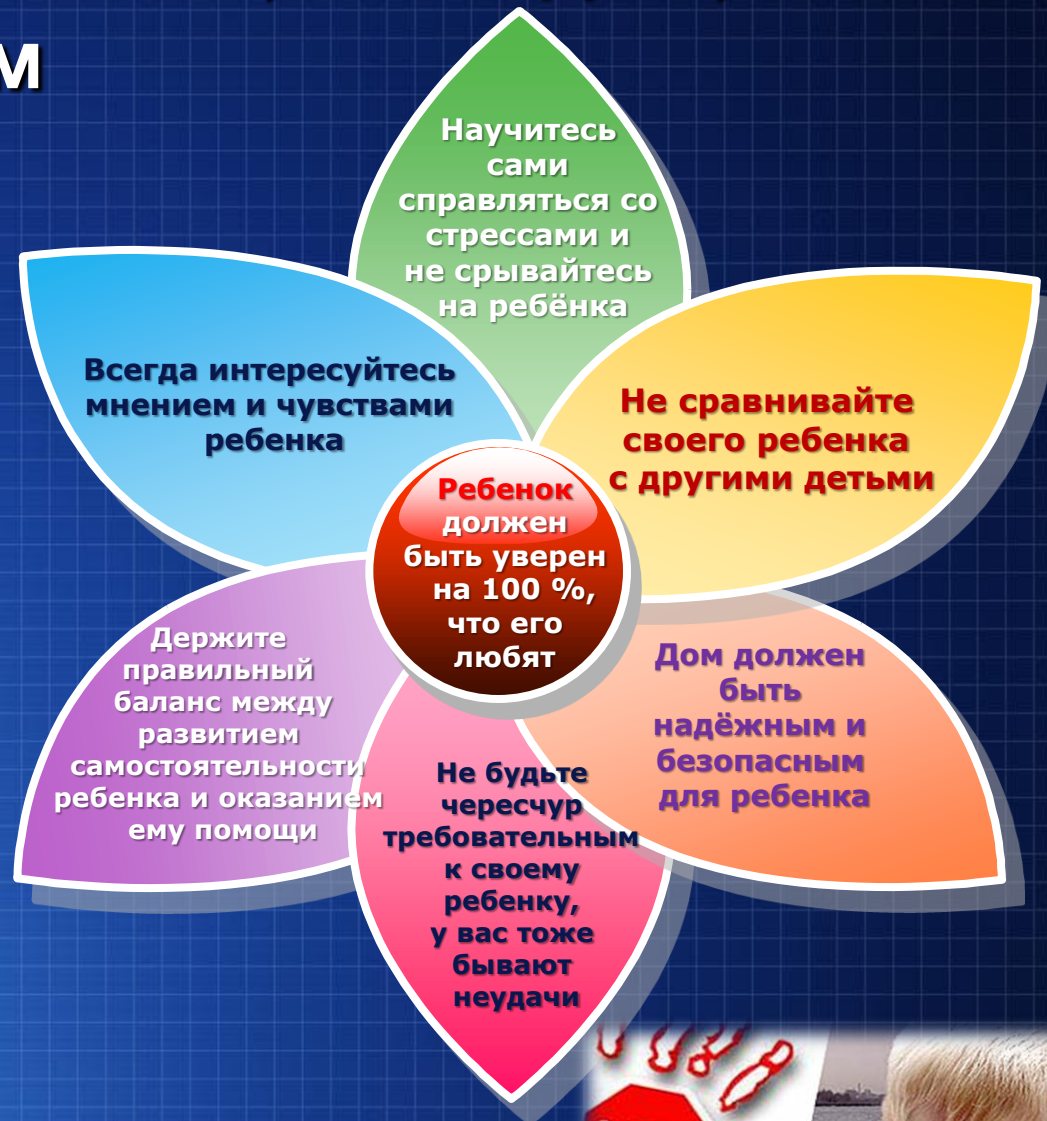 м
Научитесь
сами
справляться со
стрессами и
не срывайтесь
на ребёнка
Всегда интересуйтесь
мнением и чувствами
ребенка
Не сравнивайте
своего ребенка
с другими детьми
Ребенок
должен
быть уверен
на 100 %,
что его
любят
Держите
правильный
баланс между
развитием
самостоятельности
ребенка и оказанием
ему помощи
Дом должен
быть
надёжным и
безопасным
для ребенка
Не будьте
чересчур
требовательным
к своему
ребенку,
у вас тоже
бывают
неудачи